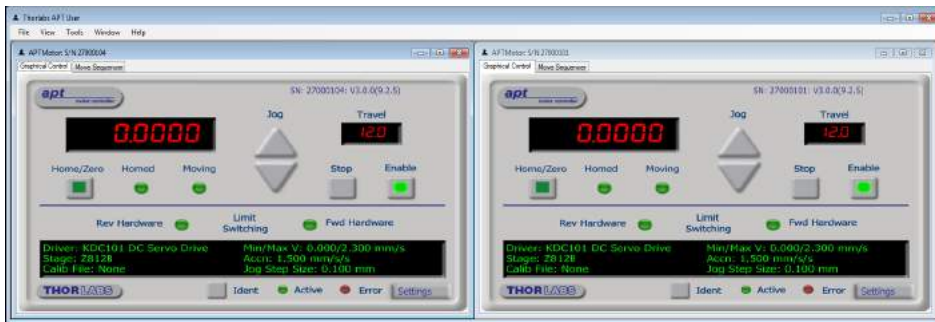 Thorlabs APT User
File View Tools Window Help
APTMotor: S/N 27000104
Graphical Control Move Sequencer
apt
motor controller
SN: 27000104: V3.0.0(9.2.5)
0.0000
Jog
Travel
12.0
Home/Zero Homed Moving
Stop Enable
Rev Hardware
Limit
Switching
Fwd Hardware
Driver: KDC101 DC Servo Drive
Stage: Z812B
Calib File: None
Min/Max V: 0.000/2.300 mm/s
Accn: 1.500 mm/s/s
Jog Step Size: 0.100 mm
THORLABS
Ident Active Error Settings
APTMotor: S/N 27000101
Graphical Control Move Sequencer
apt
motor controller
SN: 27000101: V3.0.0(9.2.5)
0.0000
Jog
Travel
12.0
Home/Zero Homed Moving
Stop Enable
Rev Hardware
Limit
Switching
Fwd Hardware
Driver: KDC101 DC Servo Drive
Stage: Z812B
Calib File: None
Min/Max V: 0.000/2.300 mm/s
Accn: 1.500 mm/s/s
Jog Step Size: 0.100 mm
THORLABS
Ident Active Error Settings